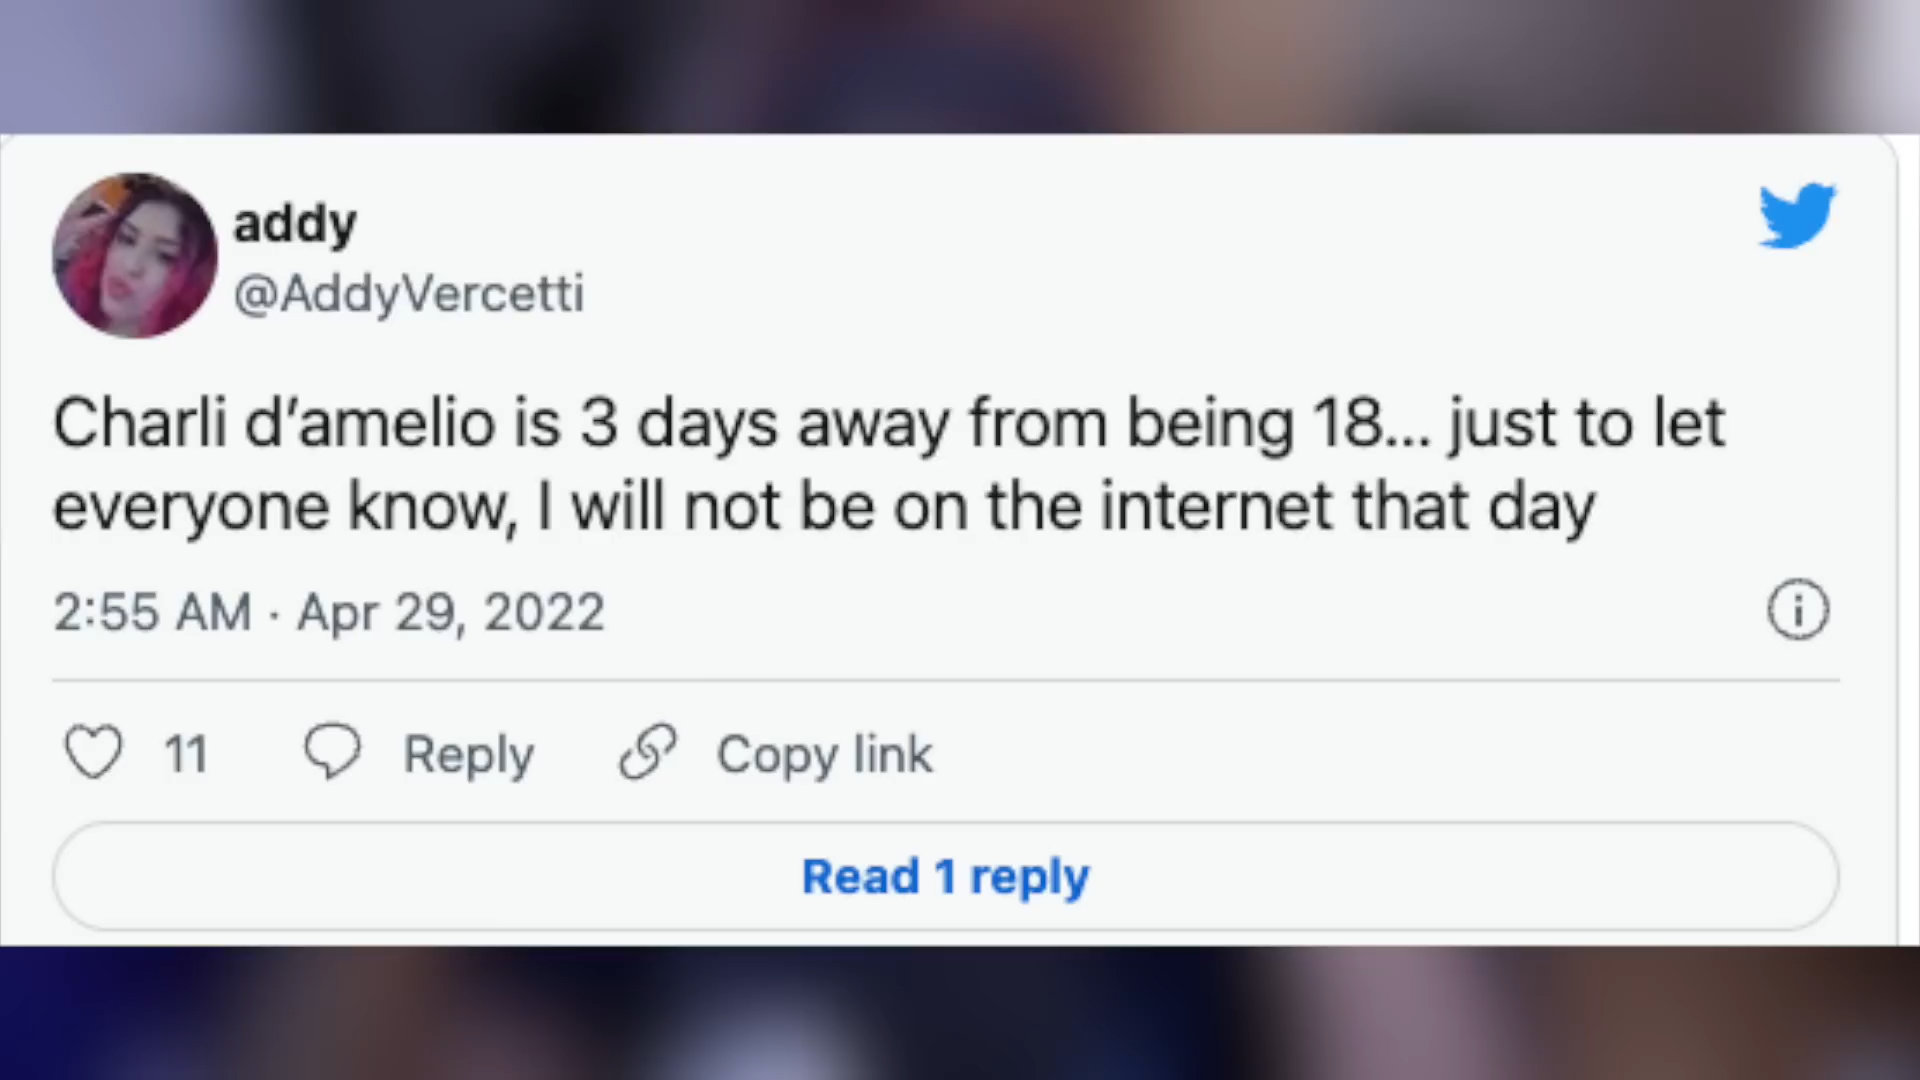 addy
@AddyVercetti
Charli d’amelio is 3 days away from being 18... just to let
everyone know, I will not be on the internet that day
2:55 AM · Apr 29, 2022
11 Reply Copy link
Read 1 reply